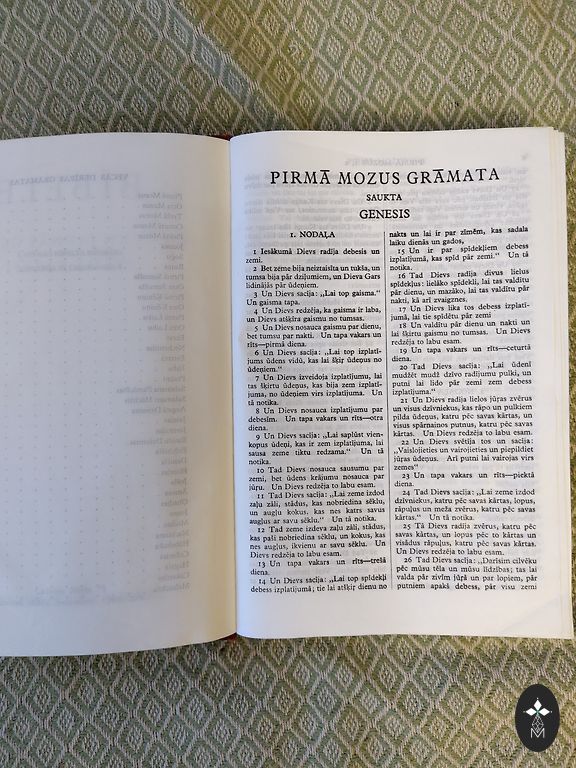 PIRMĀ MOZUS GRĀMATA
SAUKTA
GENESIS
1. NODAĻA
1 Iesākumā Dievs radīja debesis un
zemi.
2 Bet zeme bija neizraisīta un tukša, un
tumsa bija pār dziļumiem, un Dieva Gars
lidinājās pār ūdeņiem.
3 Un Dievs sacīja: „Lai top gaisma.“
Un gaisma tapa.
4 Un Dievs redzēja, ka gaisma ir laba,
un Dievs atšķīra gaismu no tumsas.
5 Un Dievs nosauca gaismu par dienu,
bet tumsu par nakti. Un tapa vakars un
rīts—pirmā diena.
6 Un Dievs sacīja: „Lai top izplatī-
jums ūdens vidū, kas lai šķiŗ ūdeņus no
ūdeņiem.“
7 Un Dievs izveidoja izplatījumu, lai
tas šķirtu ūdeņus, kas bija zem izplatīju-
ma, no ūdeņiem virs izplatījuma. Un tā
notika.
8 Un Dievs nosauca izplatījumu par
debesīm. Un tapa vakars un rīts—otra
diena.
9 Un Dievs sacīja: „Lai saplūst vien-
kopus ūdeņi, kas ir zem izplatījuma, lai
sausa zeme tiktu redzama.“ Un tā
notika.
10 Tad Dievs nosauca sausumu par
zemi, bet ūdens krājumu nosauca par
jūru. Un Dievs redzēja to labu esam.
11 Tad Dievs sacīja: „Lai zeme izdod
zaļu zāli, stādus, kas nobriedina sēklu,
un augļu kokus, kas nes katrs savus
augļus ar savu sēklu.“ Un tā notika.
12 Un zeme izdeva zaļu zāli, stādus,
kas paši nobriedina sēklu, un kokus, kas
nes augļus, ikvienu ar savu sēklu. Un
Dievs redzēja to labu esam.
13 Un tapa vakars un rīts—trešā
diena.
14 Un Dievs sacīja: „Lai top spīdekļi
debess izplatījumā; tie lai atšķir dienu no
nakts un lai ir par zīmēm, kas sadala
laiku dienās un gados,
15 Un ar spīdekļiem debess
izplatījumā, kas spīd pār zemi.“ Un tā
notika.
16 Tad Dievs radīja divus lielus
spīdekļus: lielāko spīdekli, lai tas valdītu
pār dienu, un mazāko, lai tas valdītu pār
nakti, kā arī zvaigznes.
17 Un Dievs lika tos debess izplatī-
jumā, lai tie spīdētu pār zemi
18 Un valdītu pār dienu un nakti un
lai šķirtu gaismu no tumsas. Un Dievs
redzēja to labu esam.
19 Un tapa vakars un rīts—ceturtā
diena.
20 Tad Dievs sacīja: „Lai ūdeņi
mudžēt mudž dzīvo radījumu pulki, un
putni lai lido pār zemi zem debess
izplatījuma.“
21 Un Dievs radīja lielos jūras zvērus
un visus dzīvniekus, kas rāpo un pulkiem
pilda ūdeņus, katru pēc savas kārtas, un
visus spārnainos putnus, katru pēc savas
kārtas. Un Dievs redzēja to labu esam.
22 Un Dievs svētīja tos un sacīja:
„Vaislojieties un vairojieties un piepildiet
jūras ūdeņus. Arī putni lai vairojas virs
zemes“
23 Un tapa vakars un rīts—piektā
diena.
24 Un Dievs sacīja: „Lai zeme izdod
dzīvniekus, katru pēc savas kārtas, lopus,
rāpuļus un meža zvērus, katru pēc savas
kārtas.“ Un tā notika.
25 Tā Dievs radīja zvērus, katru pēc
savas kārtas, un lopus pēc to kārtas un
visādus rāpuļus, katru pēc savas kārtas.
Un Dievs redzēja to labu esam.
26 Tad Dievs sacīja: „Darīsim cilvēku
pēc mūsu tēla un mūsu līdzības; tas lai
valda pār zivīm jūrā un par lopiem, pār
putniem apakš debess, pār visu zemi